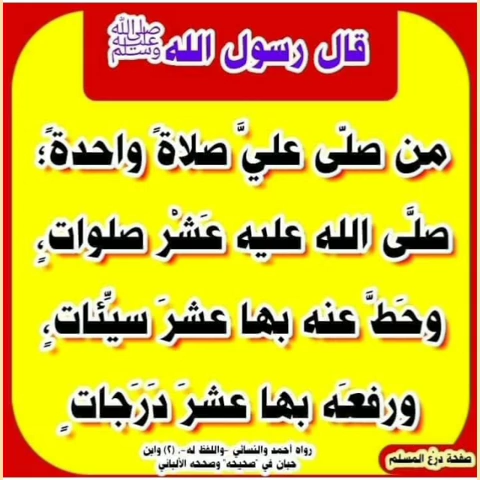 قال رسول الله ﷺ
من صلّى عليَّ صلاةً واحدةً؛
صلَّى الله عليه عَشْر صلوات ٍ،
وحَطَّ عنه بها عشرَ سيِّئات ٍ،
ورفعَه بها عشرَ دَرَجات ٍ
رواه أحمد والنسائي -واللفظ له-. (٢) وابن
حبان في "صحيحه" وصححه الألباني
صفحة درع المسلم